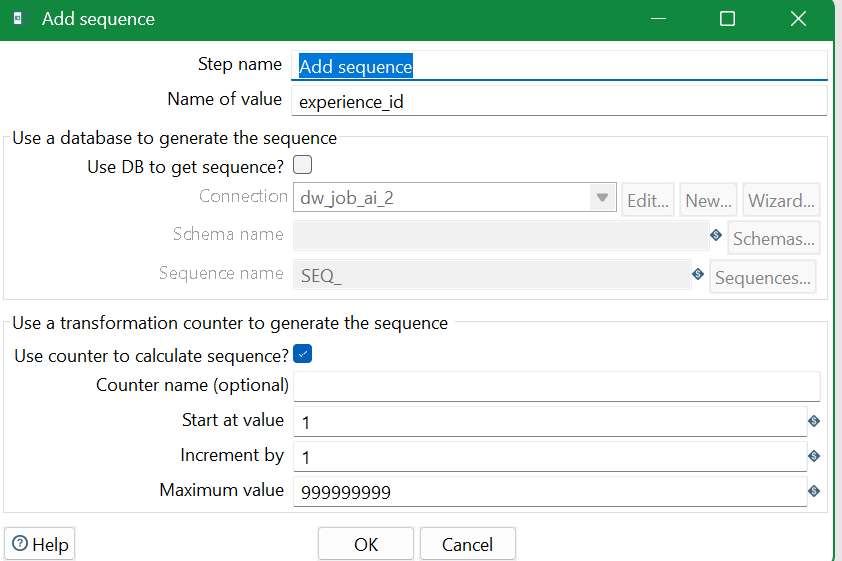 Add sequence
Step name Add sequence
Name of value experience_id
Use a database to generate the sequence
Use DB to get sequence?
Connection dw_job_ai_2 Edit... New... Wizard...
Schema name Schemas...
Sequence name SEQ_ Sequences...
Use a transformation counter to generate the sequence
Use counter to calculate sequence?
Counter name (optional)
Start at value 1
Increment by 1
Maximum value 999999999
Help OK Cancel